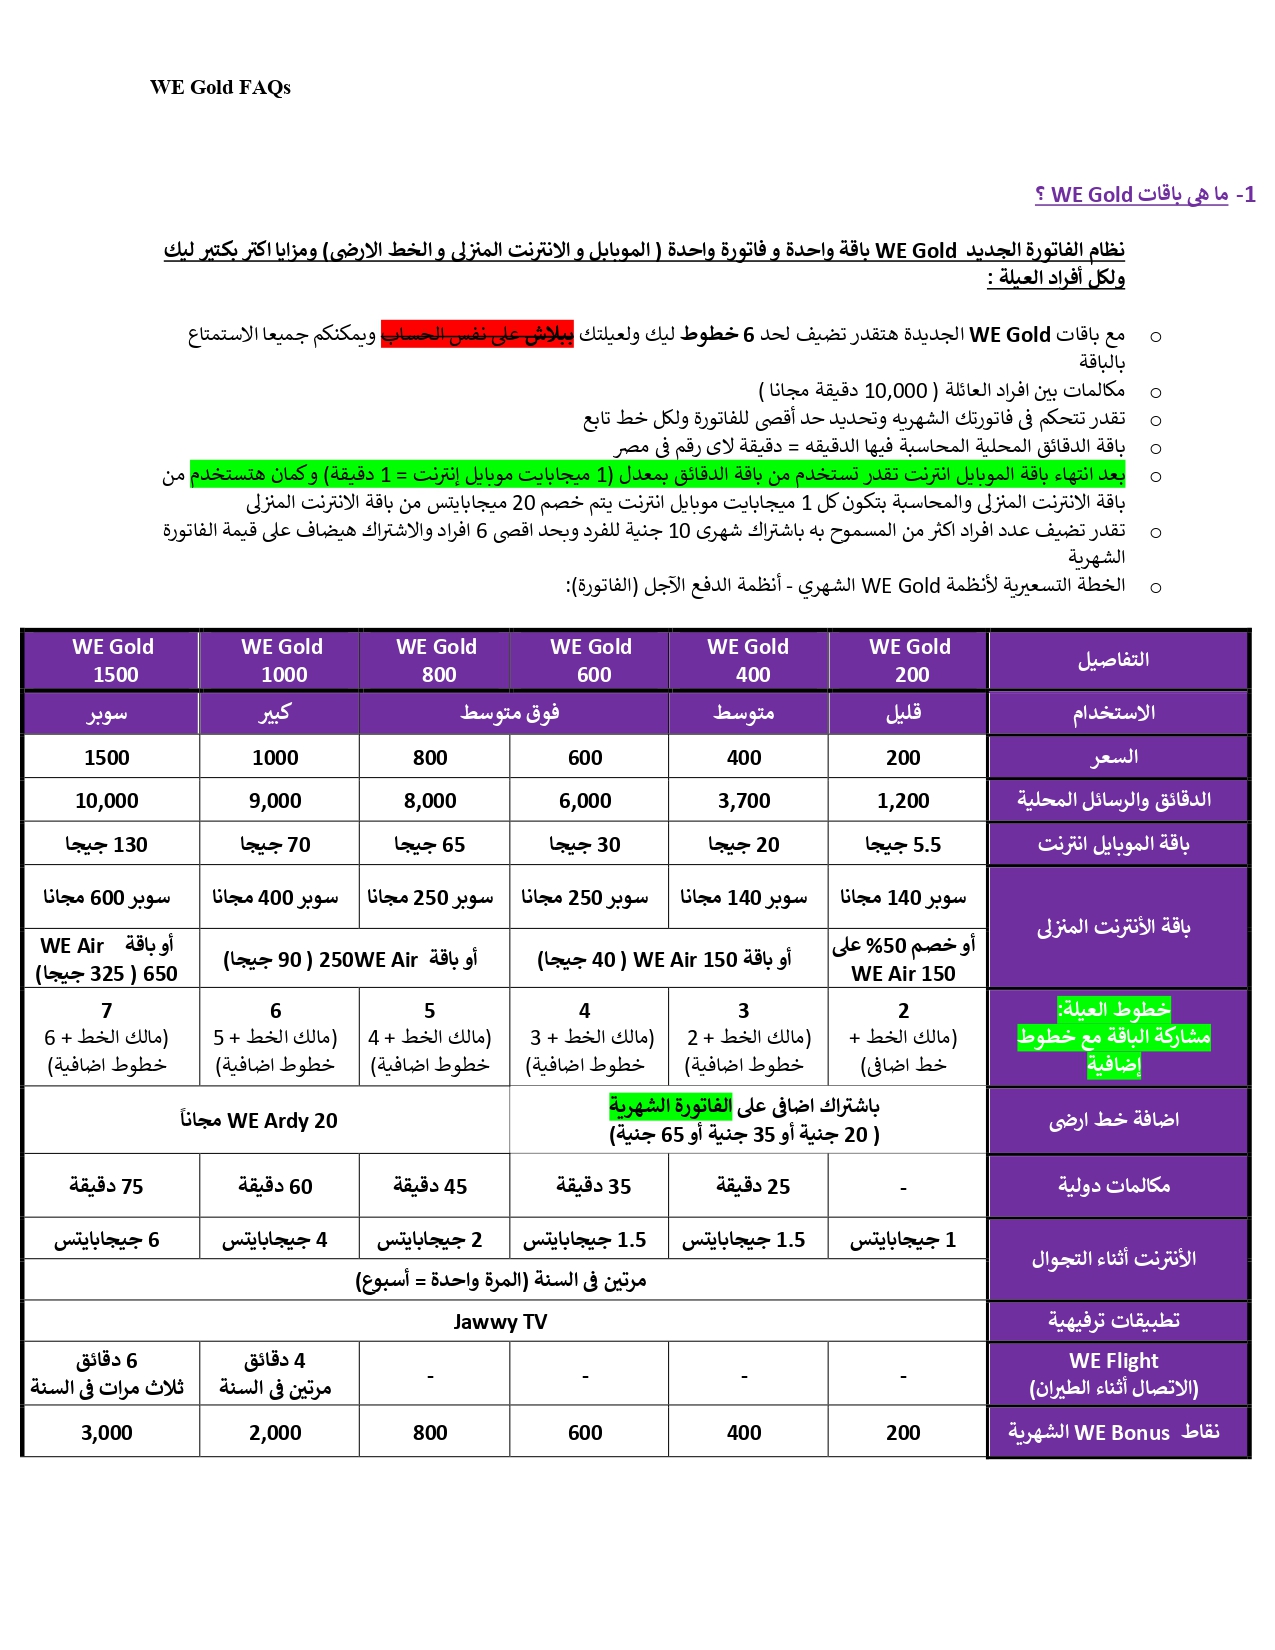 WE Gold FAQs
1- ما هى باقات WE Gold ؟
نظام الفاتورة الجديد WE Gold باقة واحدة و فاتورة واحدة ( الموبايل و الانترنت المنزلى و الخط الارضى) ومزايا اكتر بكتير ليك
ولكل أفراد العيلة :
o مع باقات WE Gold الجديدة هتقدر تضيف لحد 6 خطوط ليك ولعيلتك ببلاش على نفس الحساب ويمكنكم جميعا الاستمتاع
بالباقة
o مكالمات بين افراد العائلة ( 10,000 دقيقة مجانا )
o تقدر تتحكم فى فاتورتك الشهريه وتحديد حد أقصى للفاتورة ولكل خط تابع
o باقة الدقائق المحلية المحاسبة فيها الدقيقه = دقيقة لاى رقم فى مصر
o بعد انتهاء باقة الموبايل انترنت تقدر تستخدم من باقة الدقائق بمعدل (1 ميجابايت موبايل إنترنت = 1 دقيقة) وكمان هتستخدم من
باقة الانترنت المنزلى والمحاسبة بتكون كل 1 ميجابايت موبايل انترنت يتم خصم 20 ميجابايتس من باقة الانترنت المنزلى
o تقدر تضيف عدد افراد اكثر من المسموح به باشتراك شهرى 10 جنية للفرد وبحد اقصى 6 افراد والاشتراك هيضاف على قيمة الفاتورة
الشهرية
o الخطة التسعيرية لأنظمة WE Gold الشهري - أنظمة الدفع الآجل (الفاتورة):
التفاصيل WE Gold 200 WE Gold 400 WE Gold 600 WE Gold 800 WE Gold 1000 WE Gold 1500
الاستخدام قليل متوسط فوق متوسط كبير سوبر
السعر 200 400 600 800 1000 1500
الدقائق والرسائل المحلية 1,200 3,700 6,000 8,000 9,000 10,000
باقة الموبايل انترنت 5.5 جيجا 20 جيجا 30 جيجا 65 جيجا 70 جيجا 130 جيجا
باقة الأنترنت المنزلى سوبر 140 مجانا سوبر 140 مجانا سوبر 250 مجانا سوبر 250 مجانا سوبر 400 مجانا سوبر 600 مجانا
أو خصم 50% على WE Air 150 أو باقة WE Air 150 ( 40 جيجا) أو باقة 250WE Air ( 90 جيجا) أو باقة WE Air 650 ( 325 جيجا)
خطوط العيلة: 2 3 4 5 6 7
مشاركة الباقة مع خطوط (مالك الخط + (مالك الخط + 2 (مالك الخط + 3 (مالك الخط + 4 (مالك الخط + 5 (مالك الخط + 6
إضافية خط اضافى) خطوط اضافية) خطوط اضافية) خطوط اضافية) خطوط اضافية) خطوط اضافية)
اضافة خط ارضى باشتراك اضافى على الفاتورة الشهرية ( 20 جنية أو 35 جنية أو 65 جنية) WE Ardy 20 مجاناً
مكالمات دولية - 25 دقيقة 35 دقيقة 45 دقيقة 60 دقيقة 75 دقيقة
الأنترنت أثناء التجوال 1 جيجابايتس 1.5 جيجابايتس 1.5 جيجابايتس 2 جيجابايتس 4 جيجابايتس 6 جيجابايتس
مرتين فى السنة (المرة واحدة = أسبوع)
تطبيقات ترفيهية Jawwy TV
WE Flight (الاتصال أثناء الطيران) - - - - 4 دقائق مرتين فى السنة 6 دقائق ثلاث مرات فى السنة
نقاط WE Bonus الشهرية 200 400 600 800 2,000 3,000